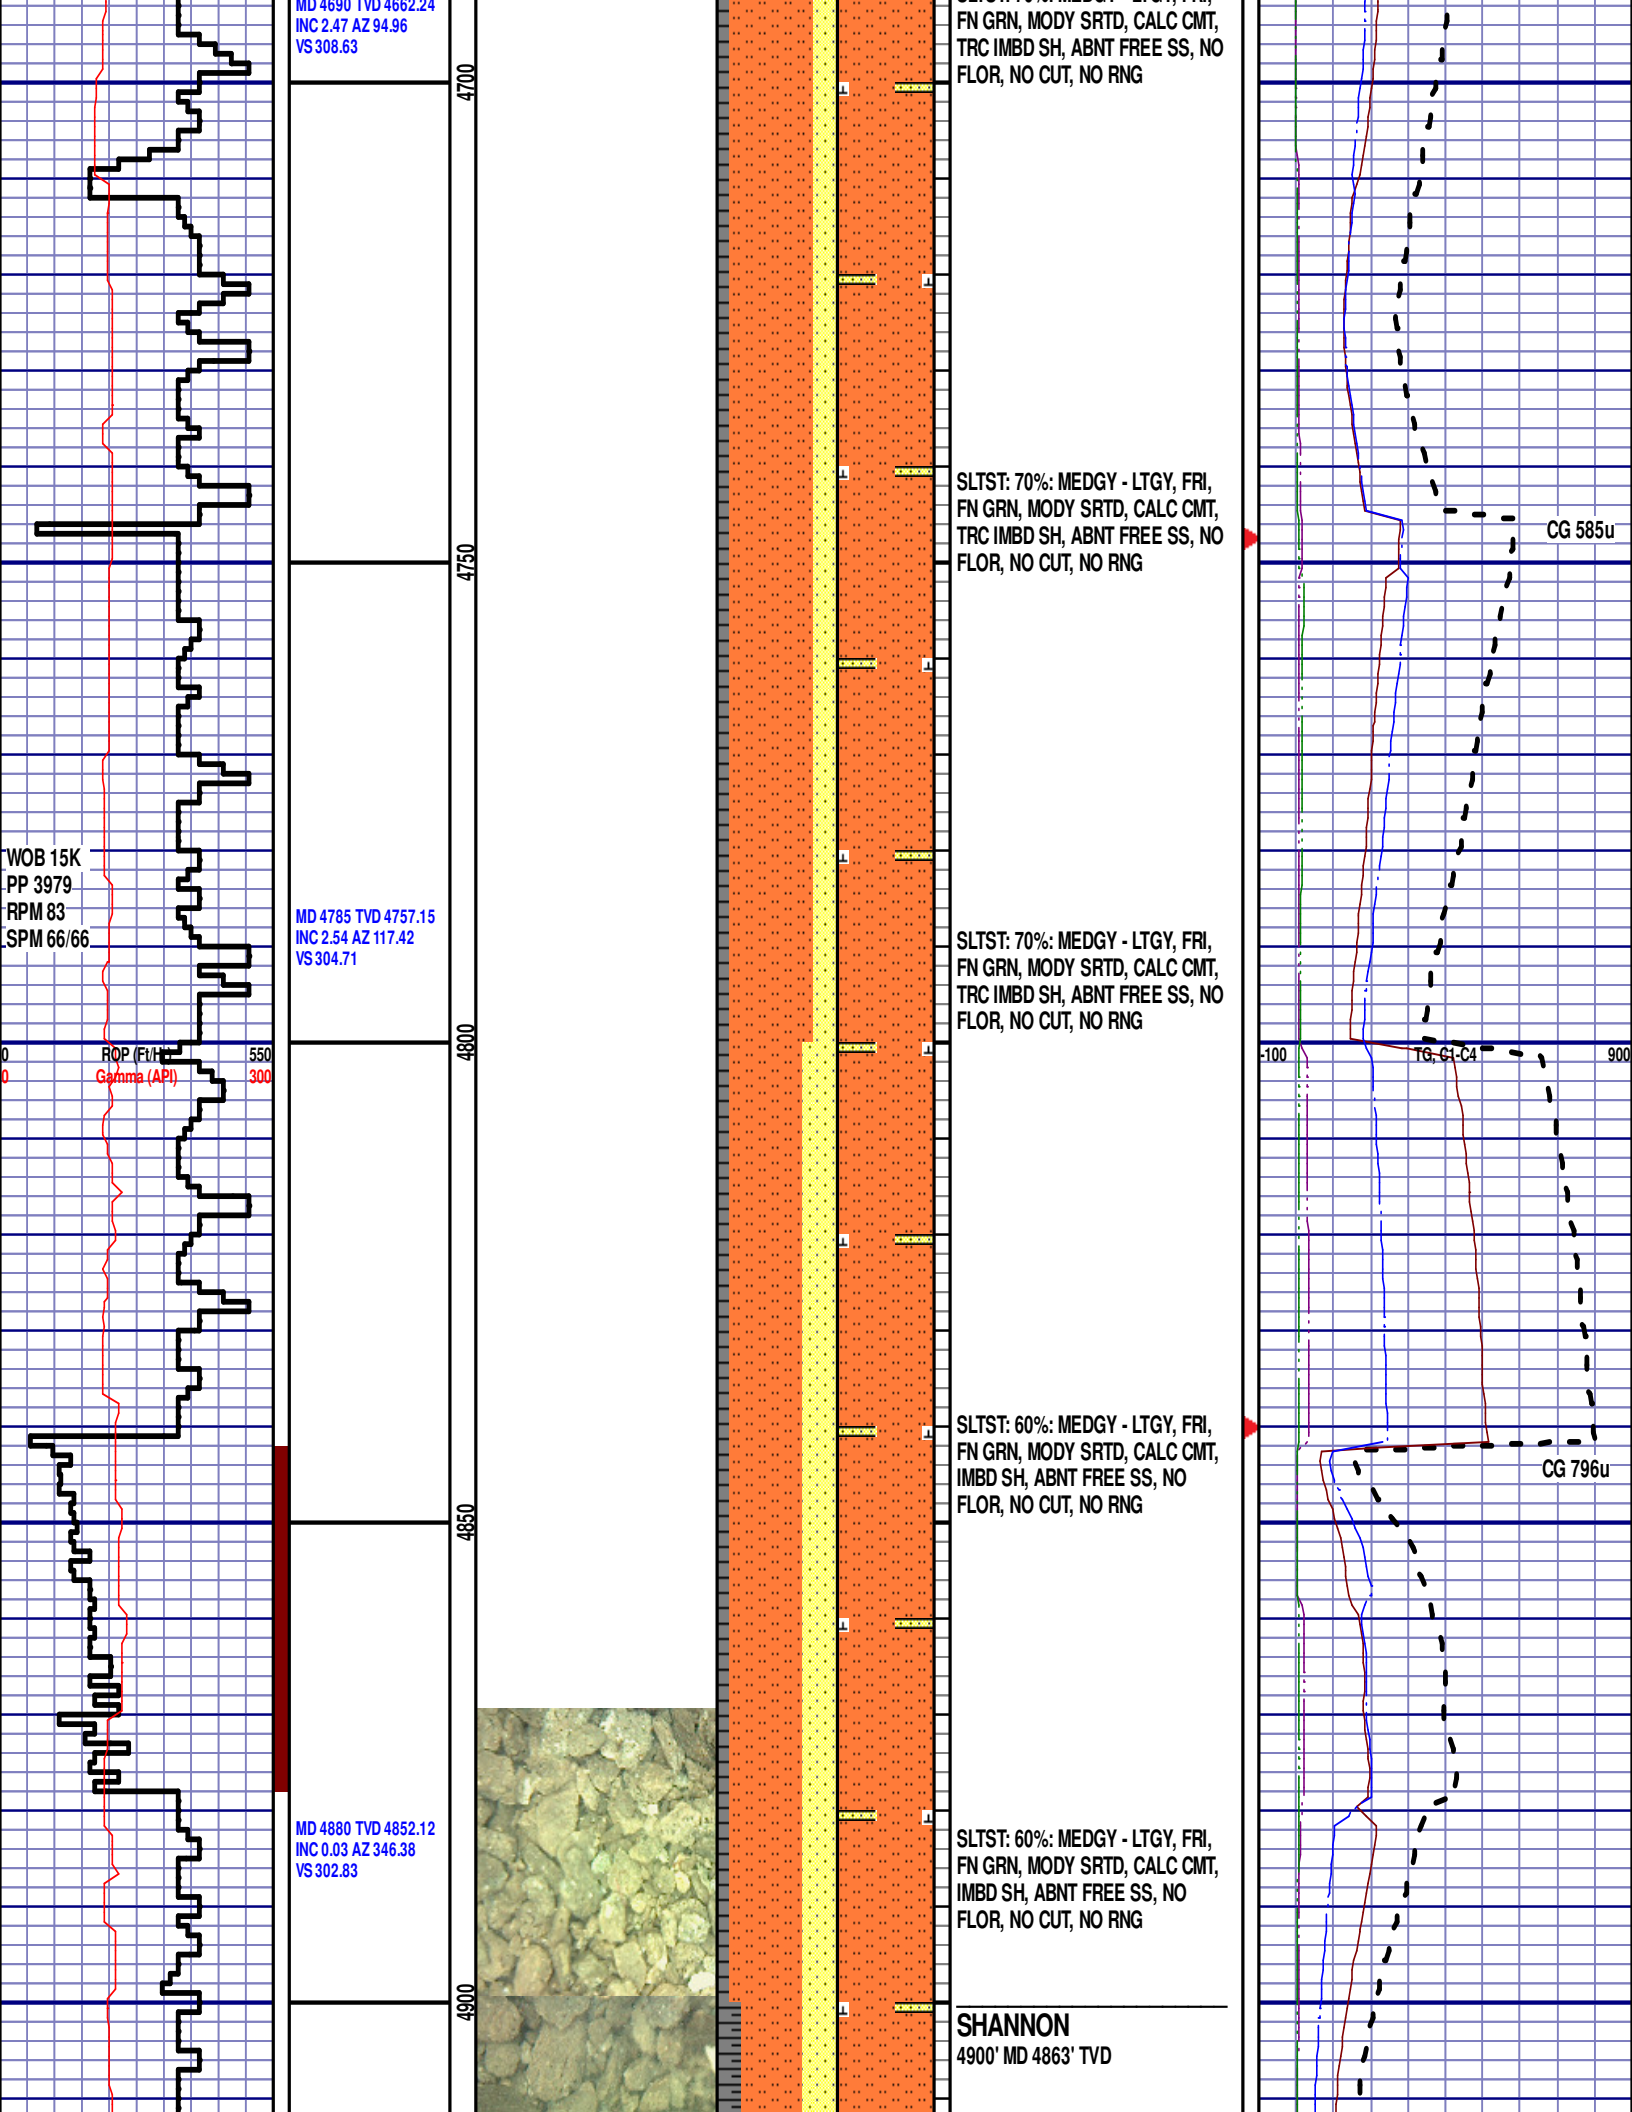 MD 4690 TVD 4662.24
INC 2.47 AZ 94.96
VS 308.63
FN GRN, MODY SRTD, CALC CMT,
TRC IMBD SH, ABNT FREE SS, NO
FLOR, NO CUT, NO RNG
4700
SLTST: 70%: MEDGY - LTGY, FRI,
FN GRN, MODY SRTD, CALC CMT,
TRC IMBD SH, ABNT FREE SS, NO
FLOR, NO CUT, NO RNG
CG 585u
4750
WOB 15K
PP 3979
RPM 83
SPM 66/66
MD 4785 TVD 4757.15
INC 2.54 AZ 117.42
VS 304.71
SLTST: 70%: MEDGY - LTGY, FRI,
FN GRN, MODY SRTD, CALC CMT,
TRC IMBD SH, ABNT FREE SS, NO
FLOR, NO CUT, NO RNG
4800
0 ROP (Ft/Hr) 550
0 Gamma (API) 300
-100 TG, C1-C4 900
SLTST: 60%: MEDGY - LTGY, FRI,
FN GRN, MODY SRTD, CALC CMT,
IMBD SH, ABNT FREE SS, NO
FLOR, NO CUT, NO RNG
CG 796u
4850
MD 4880 TVD 4852.12
INC 0.03 AZ 346.38
VS 302.83
SLTST: 60%: MEDGY - LTGY, FRI,
FN GRN, MODY SRTD, CALC CMT,
IMBD SH, ABNT FREE SS, NO
FLOR, NO CUT, NO RNG
4900
SHANNON
4900' MD 4863' TVD